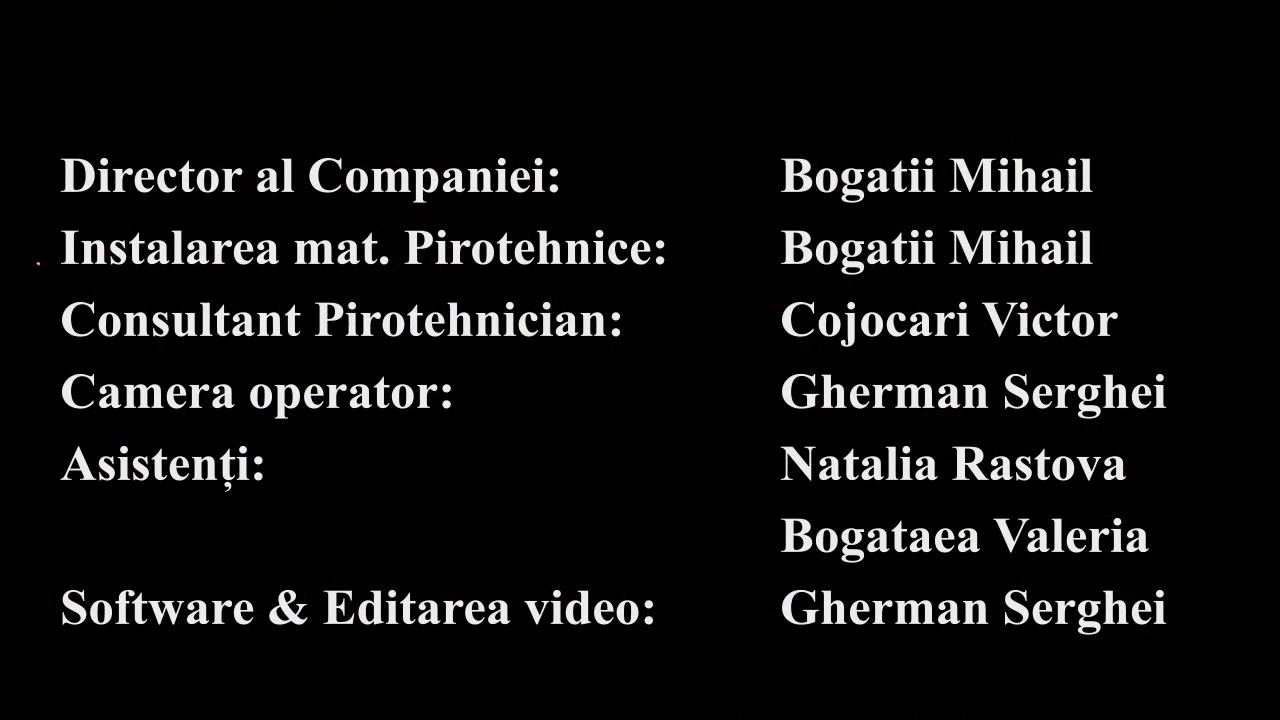 Director al Companiei: Bogatii Mihail
Instalarea mat. Pirotehnice: Bogatii Mihail
Consultant Pirotehnician: Cojocari Victor
Camera operator: Gherman Serghei
Asistenți: Natalia Rastova
Bogataea Valeria
Software & Editarea video: Gherman Serghei